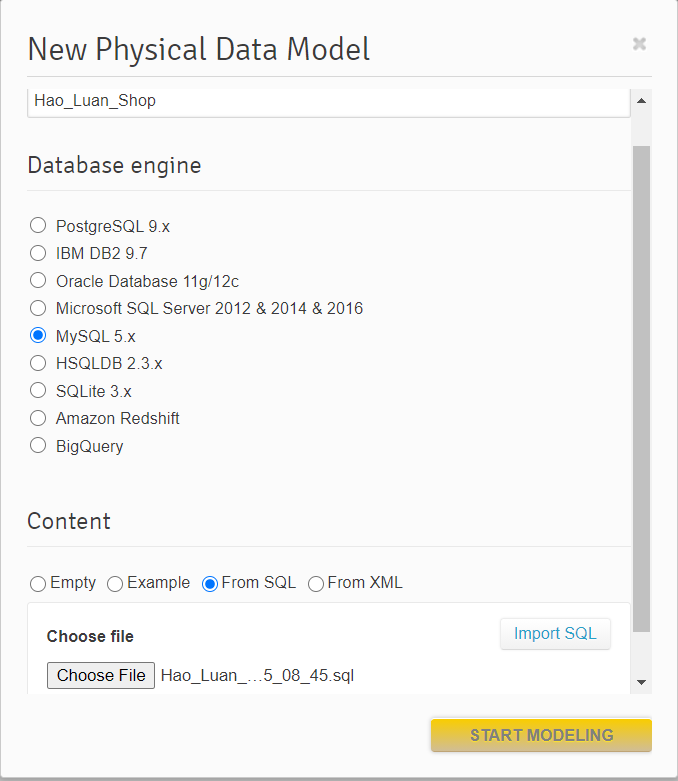 New Physical Data Model
Hao_Luan_Shop
Database engine
PostgreSQL 9.x
IBM DB2 9.7
Oracle Database 11g/12c
Microsoft SQL Server 2012 & 2014 & 2016
MySQL 5.x
HSQLDB 2.3.x
SQLite 3.x
Amazon Redshift
BigQuery
Content
Empty Example From SQL From XML
Choose file Import SQL
Choose File Hao_Luan_…5_08_45.sql
START MODELING